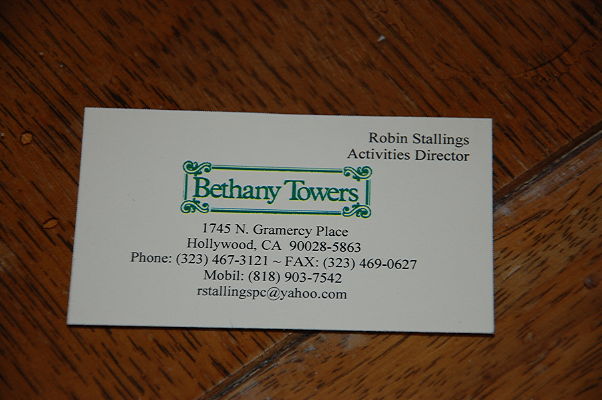 Robin Stallings
Activities Director
Bethany Towers
1745 N. Gramercy Place
Hollywood, CA 90028-5863
Phone: (323) 467-3121 ~ FAX: (323) 469-0627
Mobil: (818) 903-7542
rstallingspc@yahoo.com